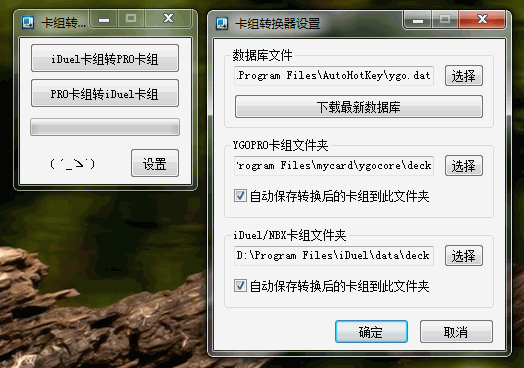 卡组转...
iDuel卡组转PRO卡组
PRO卡组转iDuel卡组
( ´_ゝ`)
设置
卡组转换器设置
数据库文件
.Program Files\AutoHotKey\ygo.dat
选择
下载最新数据库
YGOPRO卡组文件夹
rogram Files\mycard\ygocore\deck
选择
自动保存转换后的卡组到此文件夹
iDuel/NBX卡组文件夹
D:\Program Files\iDuel\data\deck
选择
自动保存转换后的卡组到此文件夹
确定
取消